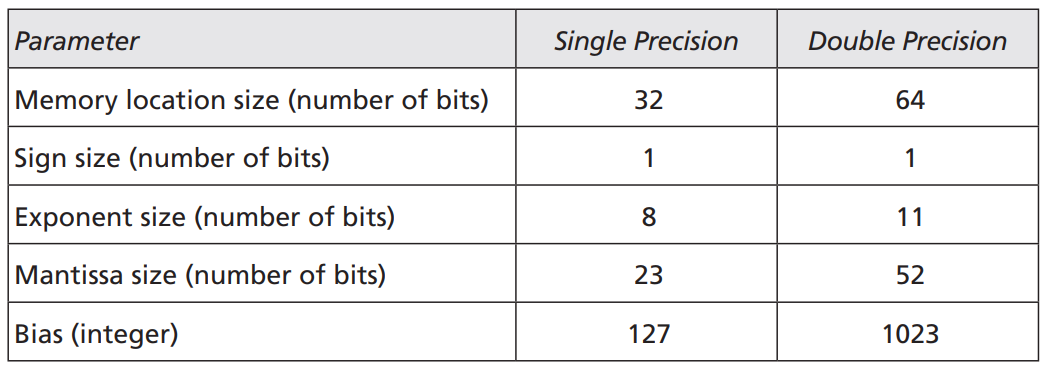 Parameter Single Precision Double Precision
Memory location size (number of bits) 32 64
Sign size (number of bits) 1 1
Exponent size (number of bits) 8 11
Mantissa size (number of bits) 23 52
Bias (integer) 127 1023